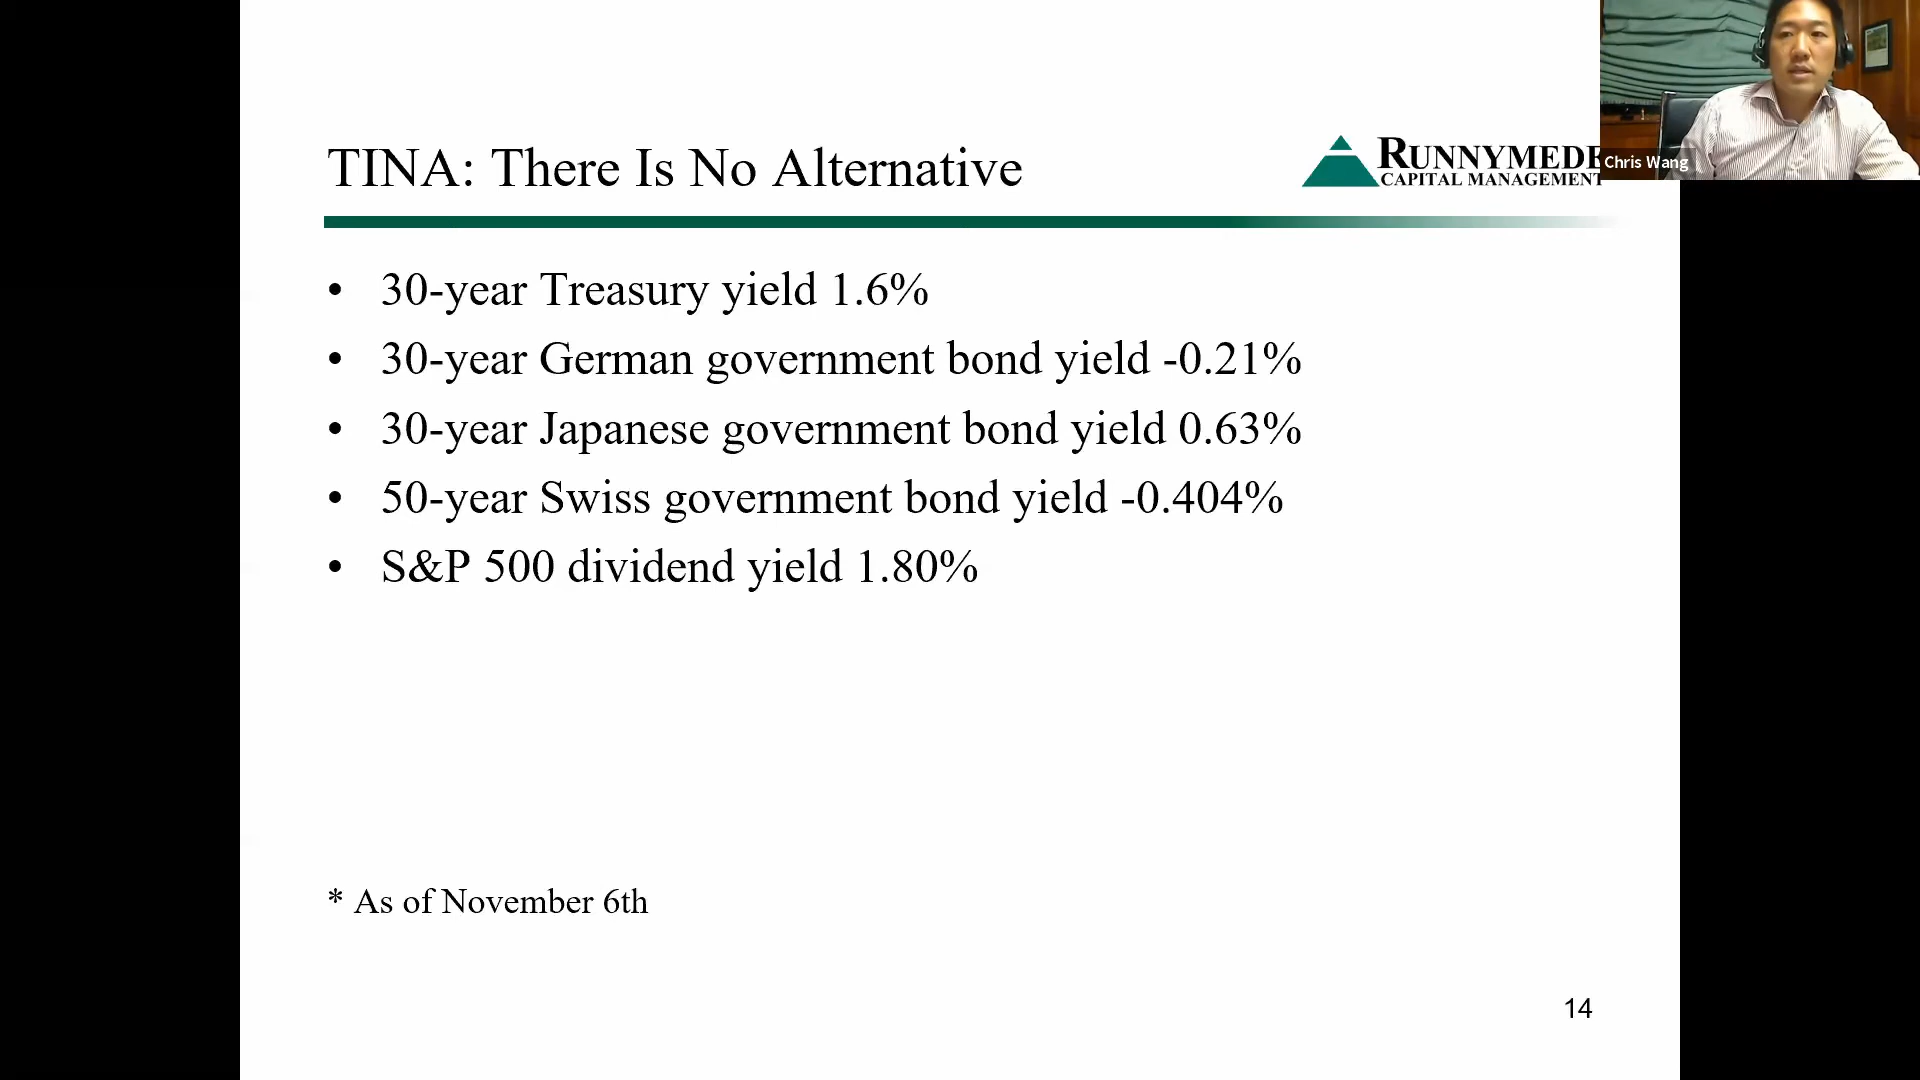 TINA: There Is No Alternative
RUNNYMEDE
CAPITAL MANAGEMENT
Chris Wang
• 30-year Treasury yield 1.6%
• 30-year German government bond yield -0.21%
• 30-year Japanese government bond yield 0.63%
• 50-year Swiss government bond yield -0.404%
• S&P 500 dividend yield 1.80%
* As of November 6th
14